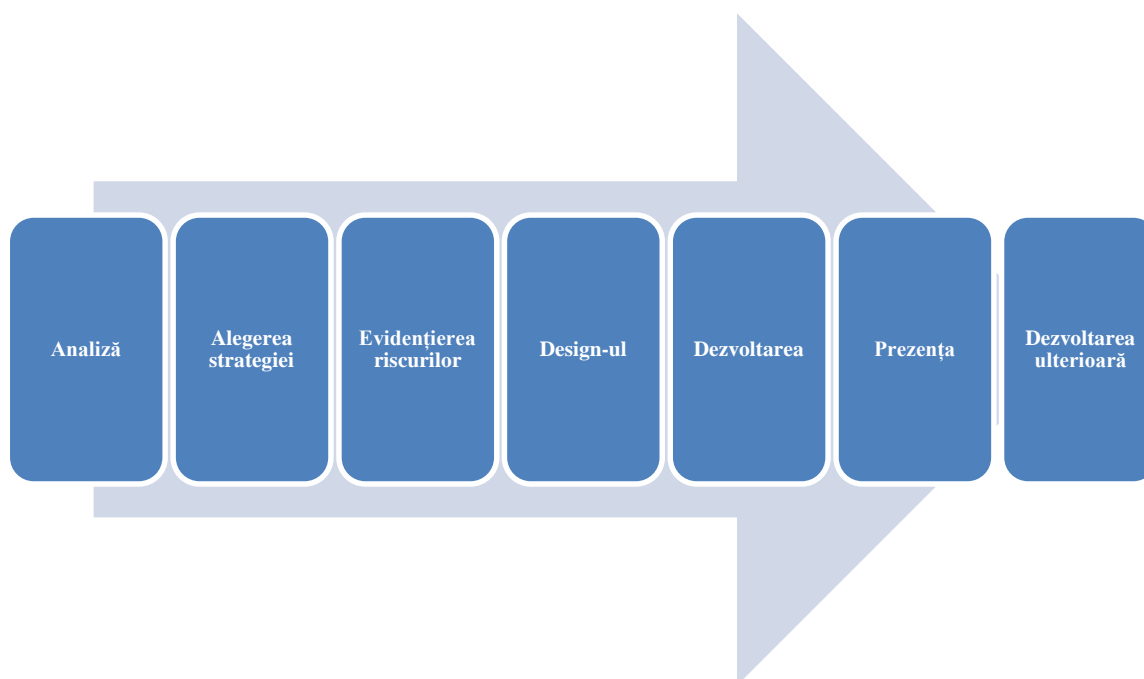 Analiză
Alegerea
strategiei
Evidențierea
riscurilor
Design-ul
Dezvoltarea
Prezența
Dezvoltarea
ulterioară